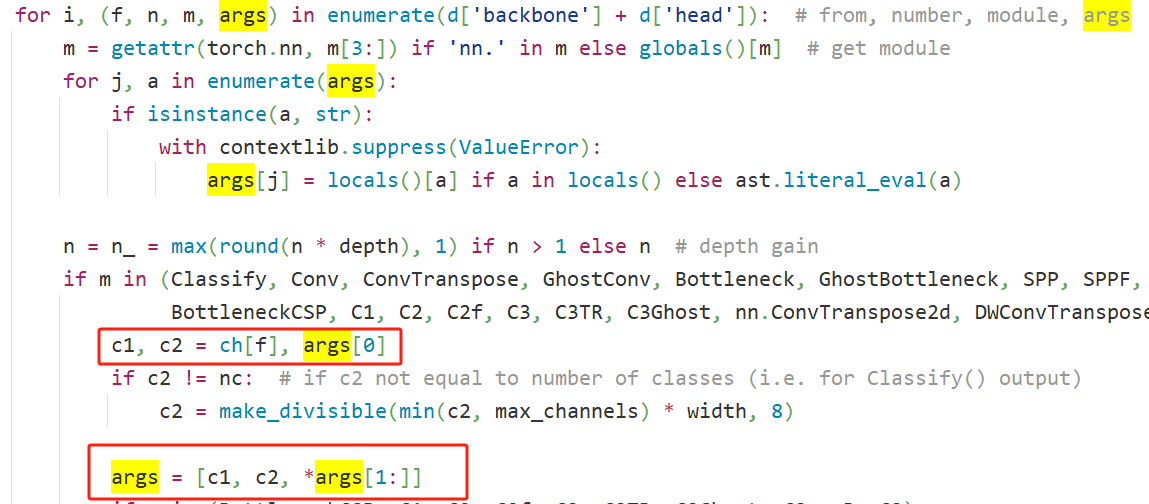 for i, (f, n, m, args) in enumerate(d['backbone'] + d['head']):  # from, number, module, args
    m = getattr(torch.nn, m[3:]) if 'nn.' in m else globals()[m]  # get module
    for j, a in enumerate(args):
        if isinstance(a, str):
            with contextlib.suppress(ValueError):
                args[j] = locals()[a] if a in locals() else ast.literal_eval(a)
    n = n_ = max(round(n * depth), 1) if n > 1 else n  # depth gain
    if m in (Classify, Conv, ConvTranspose, GhostConv, Bottleneck, GhostBottleneck, SPP, SPPF,
             BottleneckCSP, C1, C2, C2f, C3, C3TR, C3Ghost, nn.ConvTranspose2d, DWConvTranspose
        c1, c2 = ch[f], args[0]
        if c2 != nc:  # if c2 not equal to number of classes (i.e. for Classify() output)
            c2 = make_divisible(min(c2, max_channels) * width, 8)
        args = [c1, c2, *args[1:]]